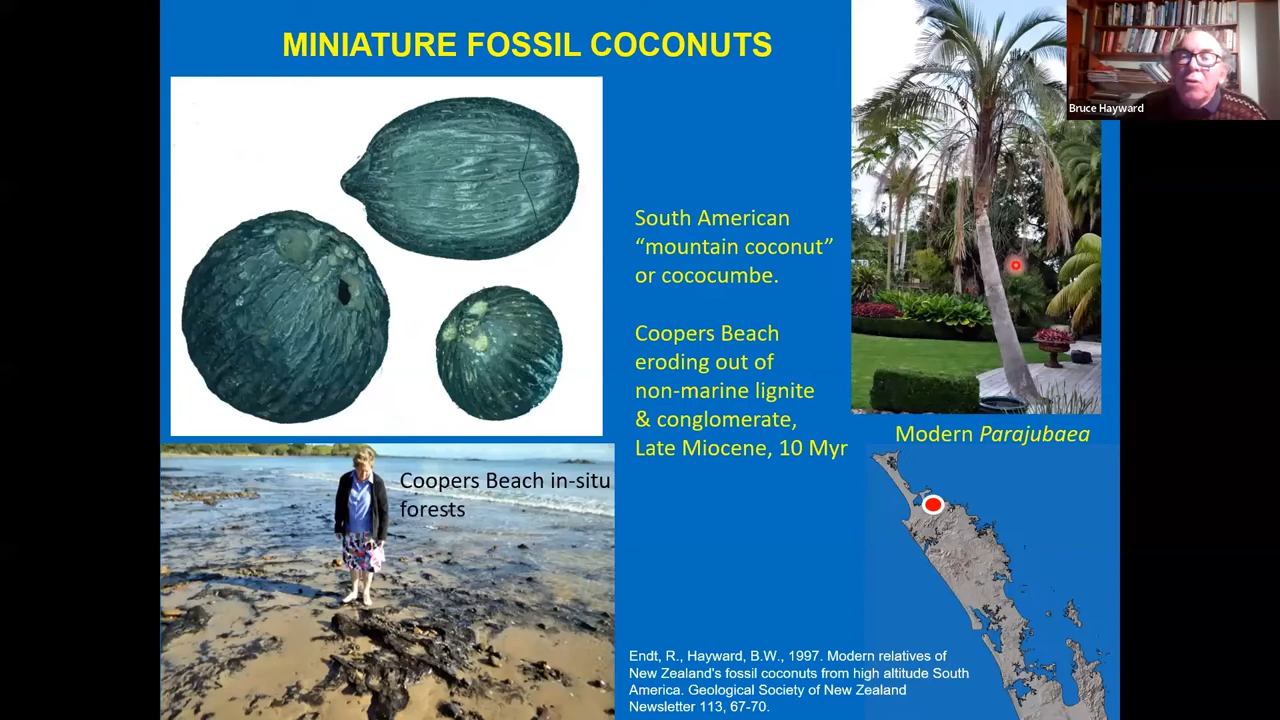 MINIATURE FOSSIL COCONUTS
Bruce Hayward
South American
“mountain coconut”
or cococumbe.
Coopers Beach
eroding out of
non-marine lignite
& conglomerate,
Late Miocene, 10 Myr
Modern Parajubaea
Coopers Beach in-situ
forests
Endt, R., Hayward, B.W., 1997. Modern relatives of
New Zealand's fossil coconuts from high altitude South
America. Geological Society of New Zealand
Newsletter 113, 67-70.